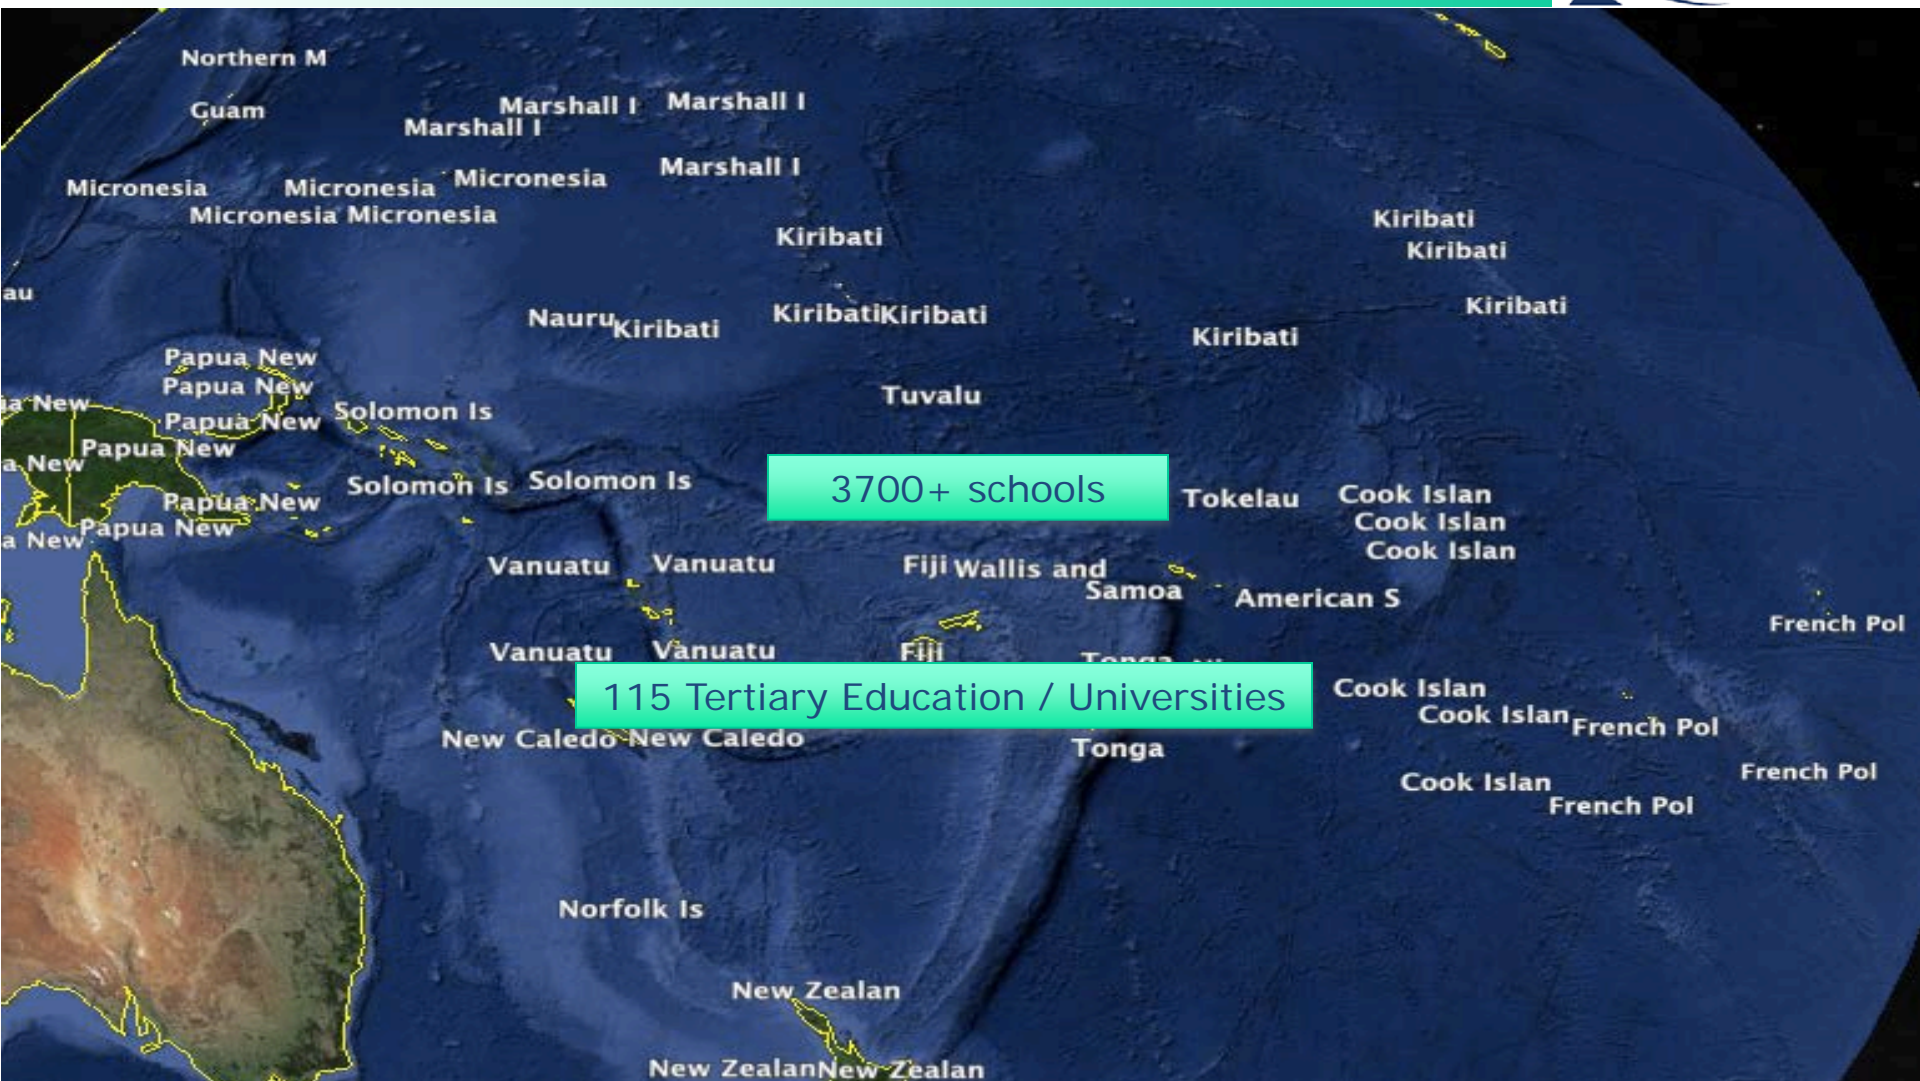 Northern M
Guam
Marshall I
Marshall I
Marshall I
Marshall I
Micronesia
Micronesia
Micronesia
Micronesia
Micronesia
Kiribati
Kiribati
Kiribati
au
Nauru
Kiribati
Kiribati
Kiribati
Kiribati
Kiribati
Papua New
Papua New
ia New
Papua New
Solomon Is
Tuvalu
Papua New
a New
Solomon Is
Solomon Is
3700+ schools
Tokelau
Cook Islan
Papua New
Cook Islan
Papua New
a New
Cook Islan
Vanuatu
Vanuatu
Fiji
Wallis and
Samoa
American S
French Pol
Vanuatu
Vanuatu
Fiji
Tonga
115 Tertiary Education / Universities
Cook Islan
Cook Islan
French Pol
New Caledo
New Caledo
Tonga
French Pol
Cook Islan
French Pol
Norfolk Is
New Zealan
New Zealan
New Zealan